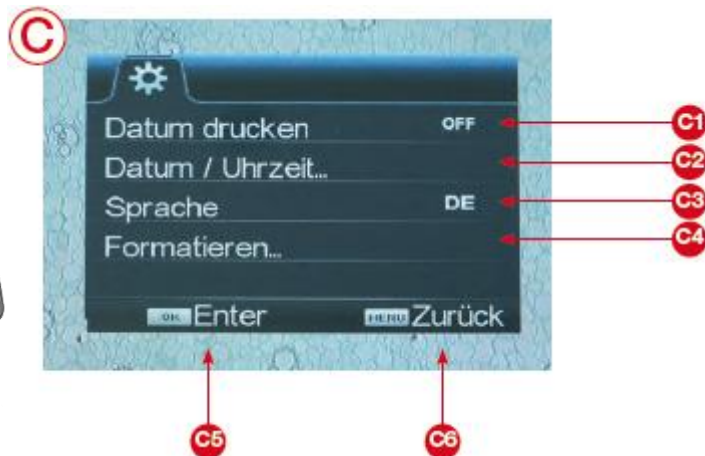 C
Datum drucken OFF C1
Datum / Uhrzeit... C2
Sprache DE C3
Formatieren... C4
OK Enter MENU Zurück
C5 C6